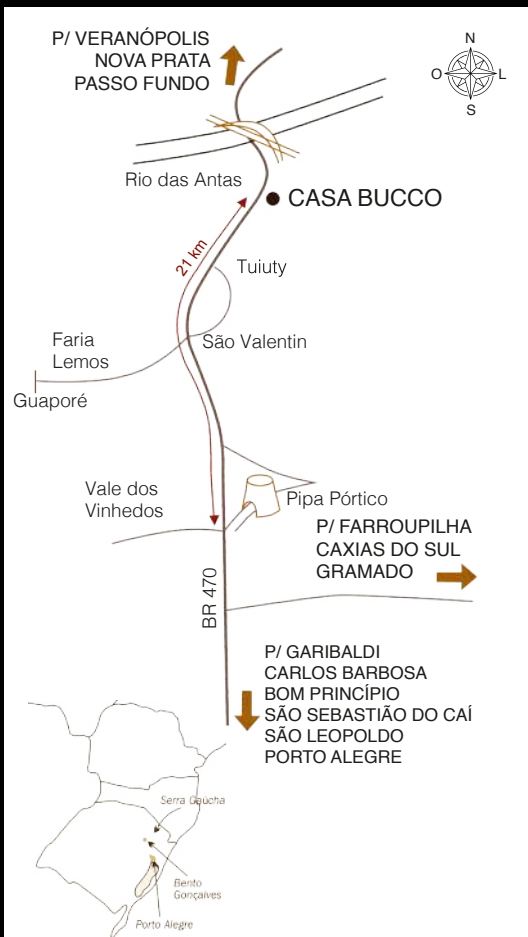 P/ VERANÓPOLIS
NOVA PRATA
PASSO FUNDO
N
O
L
S
Rio das Antas
CASA BUCCO
21 km
Tuiuty
São Valentin
Faria
Lemos
Guaporé
Vale dos
Vinhedos
Pipa Pórtico
P/ FARROUPILHA
CAXIAS DO SUL
GRAMADO
BR 470
P/ GARIBALDI
CARLOS BARBOSA
BOM PRINCÍPIO
SÃO SEBASTIÃO DO CAÍ
SÃO LEOPOLDO
PORTO ALEGRE
Serra Gaúcha
Bento
Gonçalves
Porto Alegre